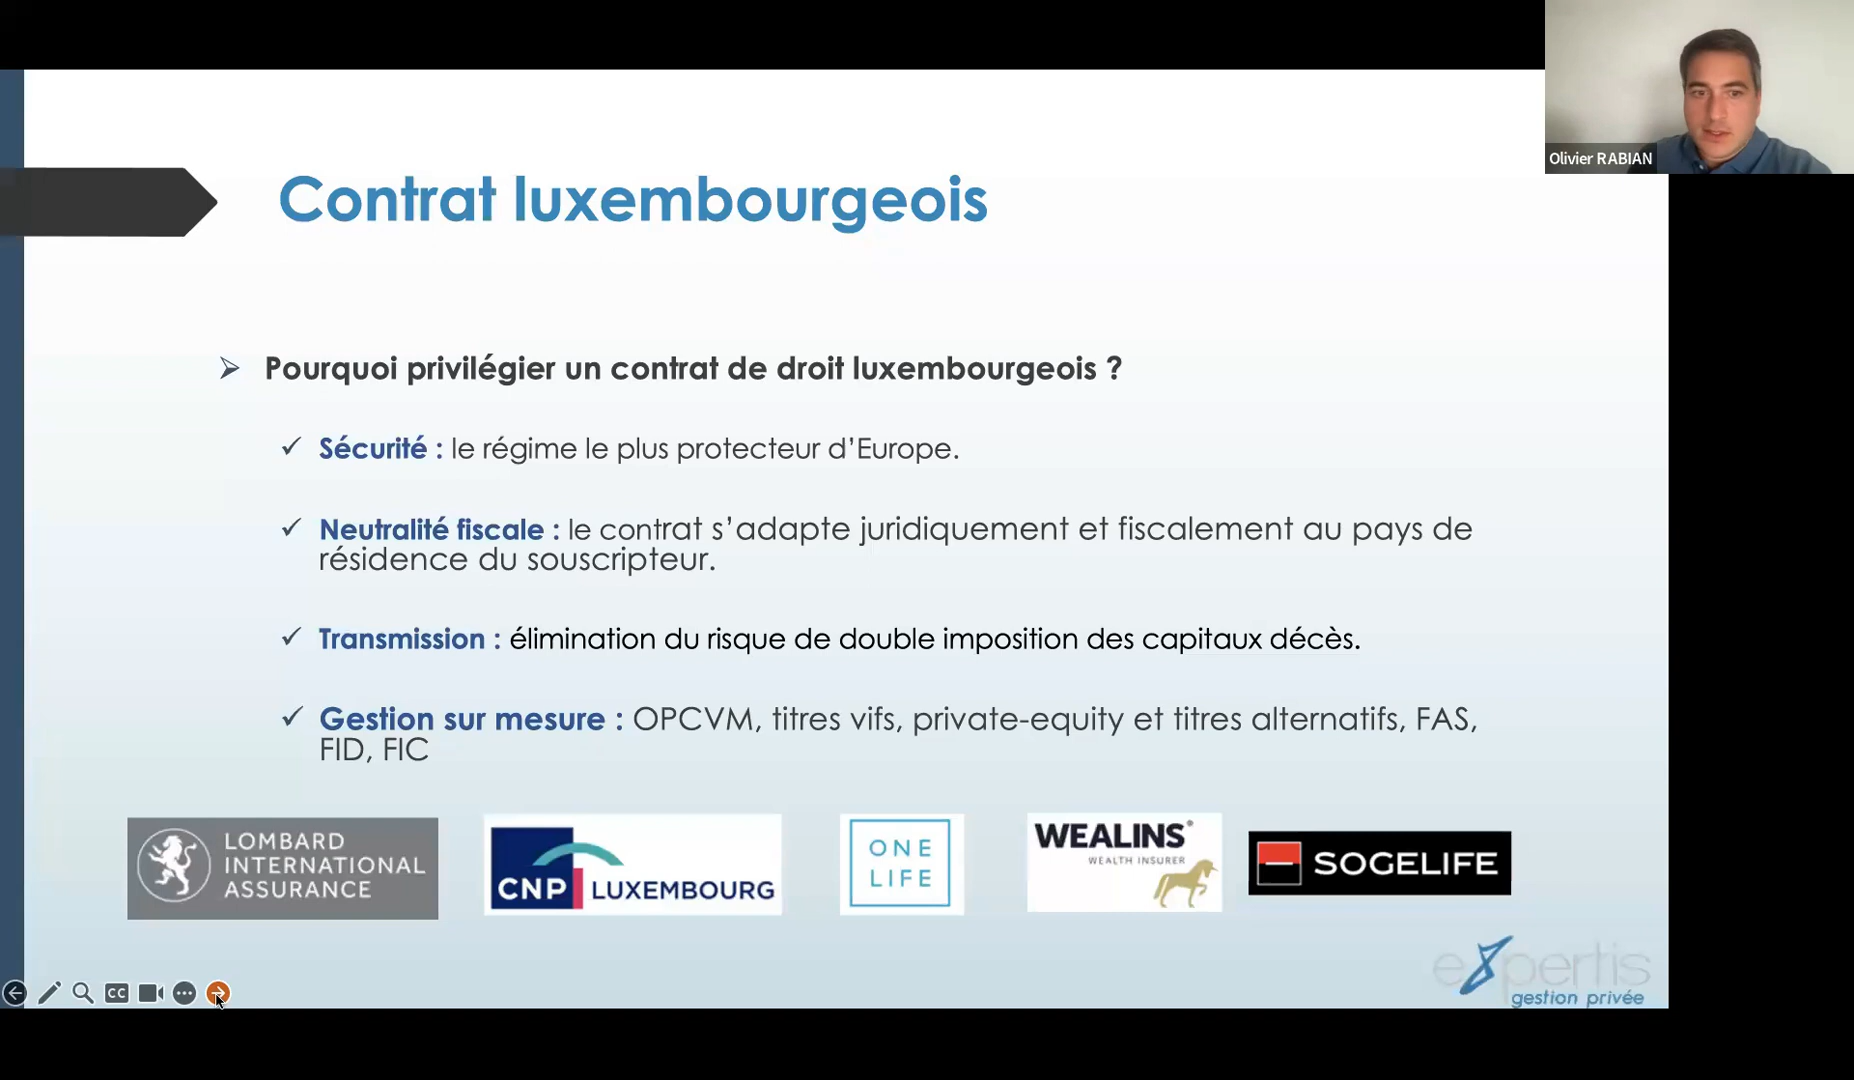 Olivier RABIAN
Contrat luxembourgeois
Pourquoi privilégier un contrat de droit luxembourgeois ?
Sécurité : le régime le plus protecteur d’Europe.
Neutralité fiscale : le contrat s’adapte juridiquement et fiscalement au pays de
résidence du souscripteur.
Transmission : élimination du risque de double imposition des capitaux décès.
Gestion sur mesure : OPCVM, titres vifs, private-equity et titres alternatifs, FAS,
FID, FIC
LOMBARD
INTERNATIONAL
ASSURANCE
CNP LUXEMBOURG
ONE
LIFE
WEALINS
WEALTH INSURER
SOGELIFE
expertis
gestion privée
CC